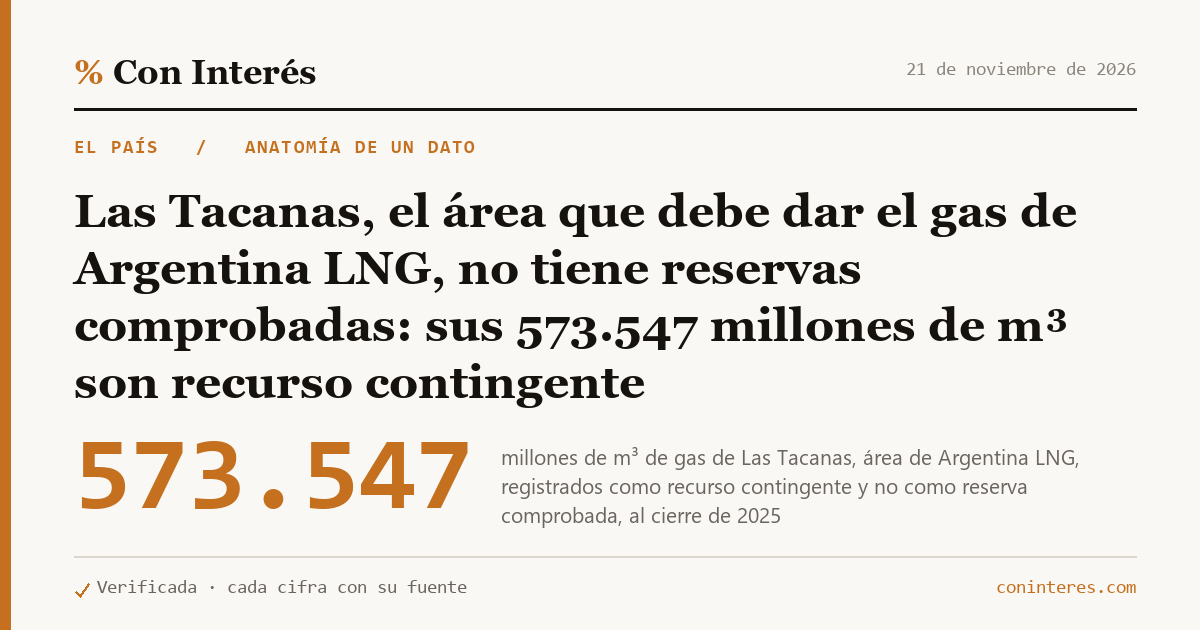 % Con Interés
21 de noviembre de 2026
EL PAÍS / ANATOMÍA DE UN DATO
Las Tacanas, el área que debe dar el gas de
Argentina LNG, no tiene reservas
comprobadas: sus 573.547 millones de m³
son recurso contingente
573.547
millones de m³ de gas de Las Tacanas, área de Argentina LNG,
registrados como recurso contingente y no como reserva
comprobada, al cierre de 2025
✓ Verificada · cada cifra con su fuente
coninteres.com